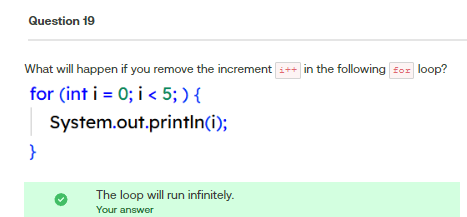 Question 19
What will happen if you remove the increment i++ in the following for loop?
for (int i = 0; i < 5; ) {
System.out.println(i);
}
The loop will run infinitely.
Your answer